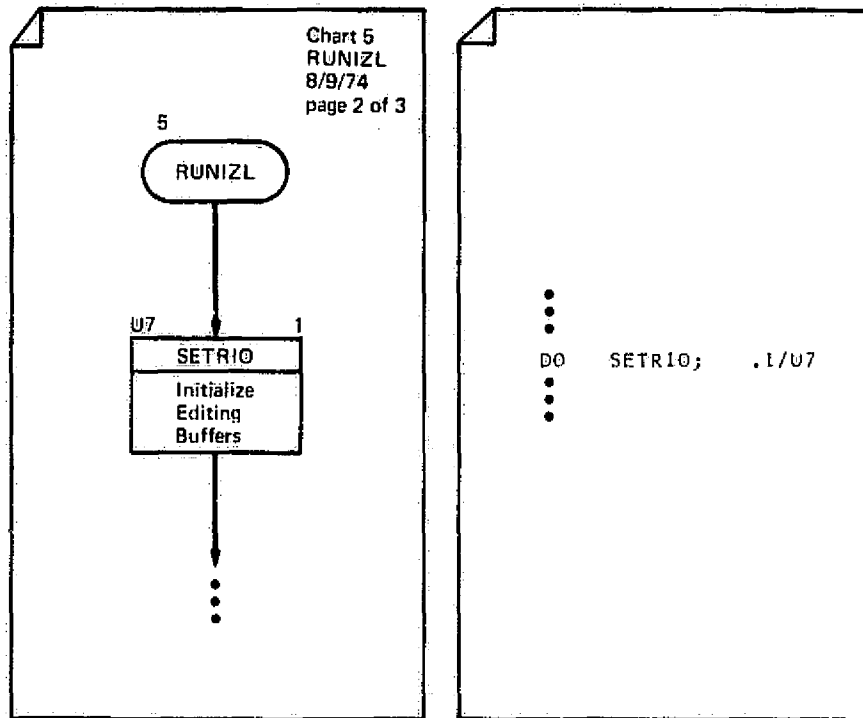 Chart 5
RUNIZL
8/9/74
page 2 of 3
5
RUNIZL
U7 1
SETRIO
Initialize
Editing
Buffers
DO SETRIO; .1/U7